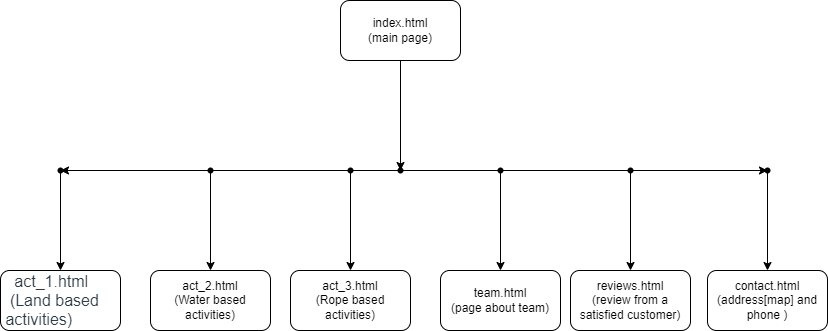 index.html
(main page)
act_1.html
(Land based
activities)
act_2.html
(Water based
activities)
act_3.html
(Rope based
activities)
team.html
(page about team)
reviews.html
(review from a
satisfied customer)
contact.html
(address[map] and
phone )